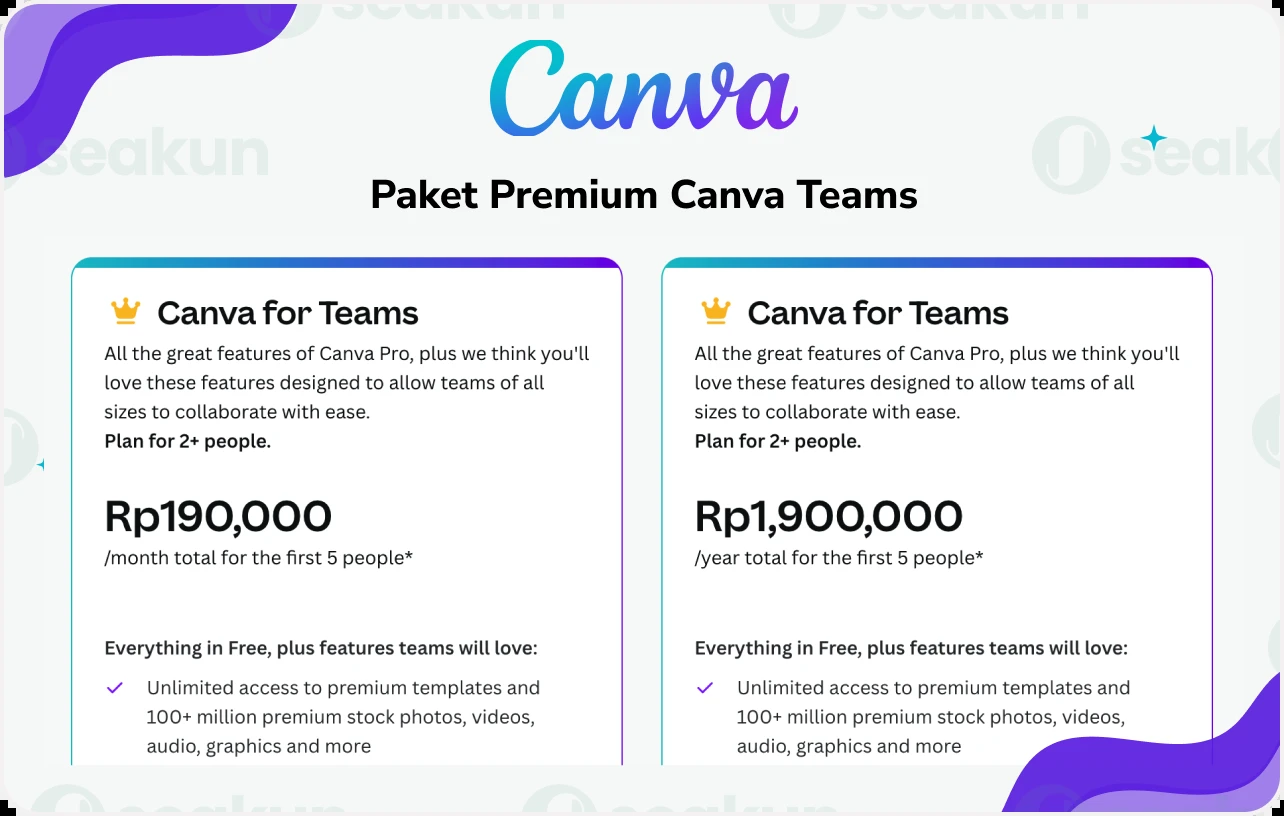 seakun
seakun
Canva
seakun
seak
Paket Premium Canva Teams
Canva for Teams
All the great features of Canva Pro, plus we think you'll
love these features designed to allow teams of all
sizes to collaborate with ease.
Plan for 2+ people.
Rp190,000
/month total for the first 5 people*
Everything in Free, plus features teams will love:
Unlimited access to premium templates and
100+ million premium stock photos, videos,
audio, graphics and more
Canva for Teams
All the great features of Canva Pro, plus we think you'll
love these features designed to allow teams of all
sizes to collaborate with ease.
Plan for 2+ people.
Rp1,900,000
/year total for the first 5 people*
Everything in Free, plus features teams will love:
Unlimited access to premium templates and
100+ million premium stock photos, videos,
audio, graphics and more
seakun
seakun